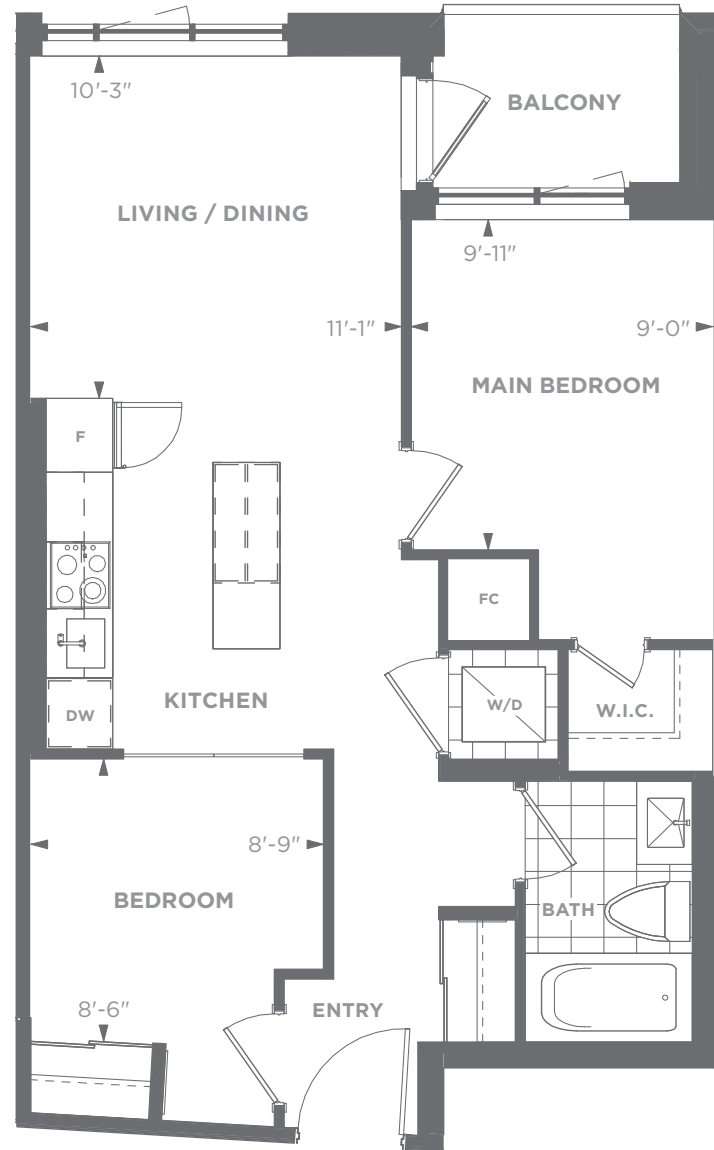 10'-3"
BALCONY
LIVING / DINING
9'-11"
11'-1"
9'-0"
MAIN BEDROOM
F
FC
KITCHEN
W/D
W.I.C.
DW
8'-9"
BEDROOM
BATH
8'-6"
ENTRY